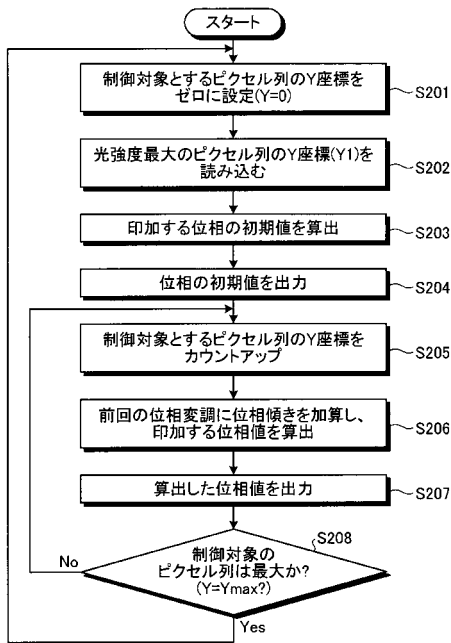 スタート
制御対象とするピクセル列のY座標を
ゼロに設定(Y=0)
S201
光強度最大のピクセル列のY座標(Y1)を
読み込む
S202
印加する位相の初期値を算出
S203
位相の初期値を出力
S204
制御対象とするピクセル列のY座標を
カウントアップ
S205
前回の位相変調に位相傾きを加算し、
印加する位相値を算出
S206
算出した位相値を出力
S207
S208
制御対象の
ピクセル列は最大か?
(Y=Ymax?)
No
Yes